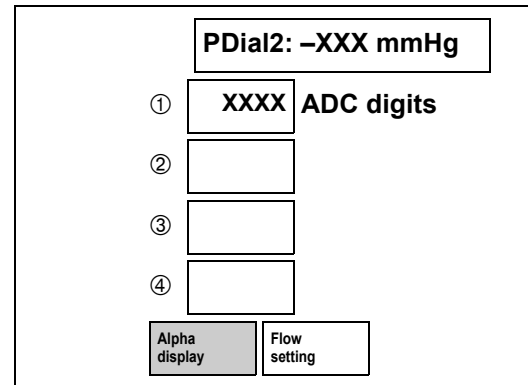 PDial2: –XXX mmHg
① XXXX ADC digits
②
③
④
Alpha
display
Flow
setting